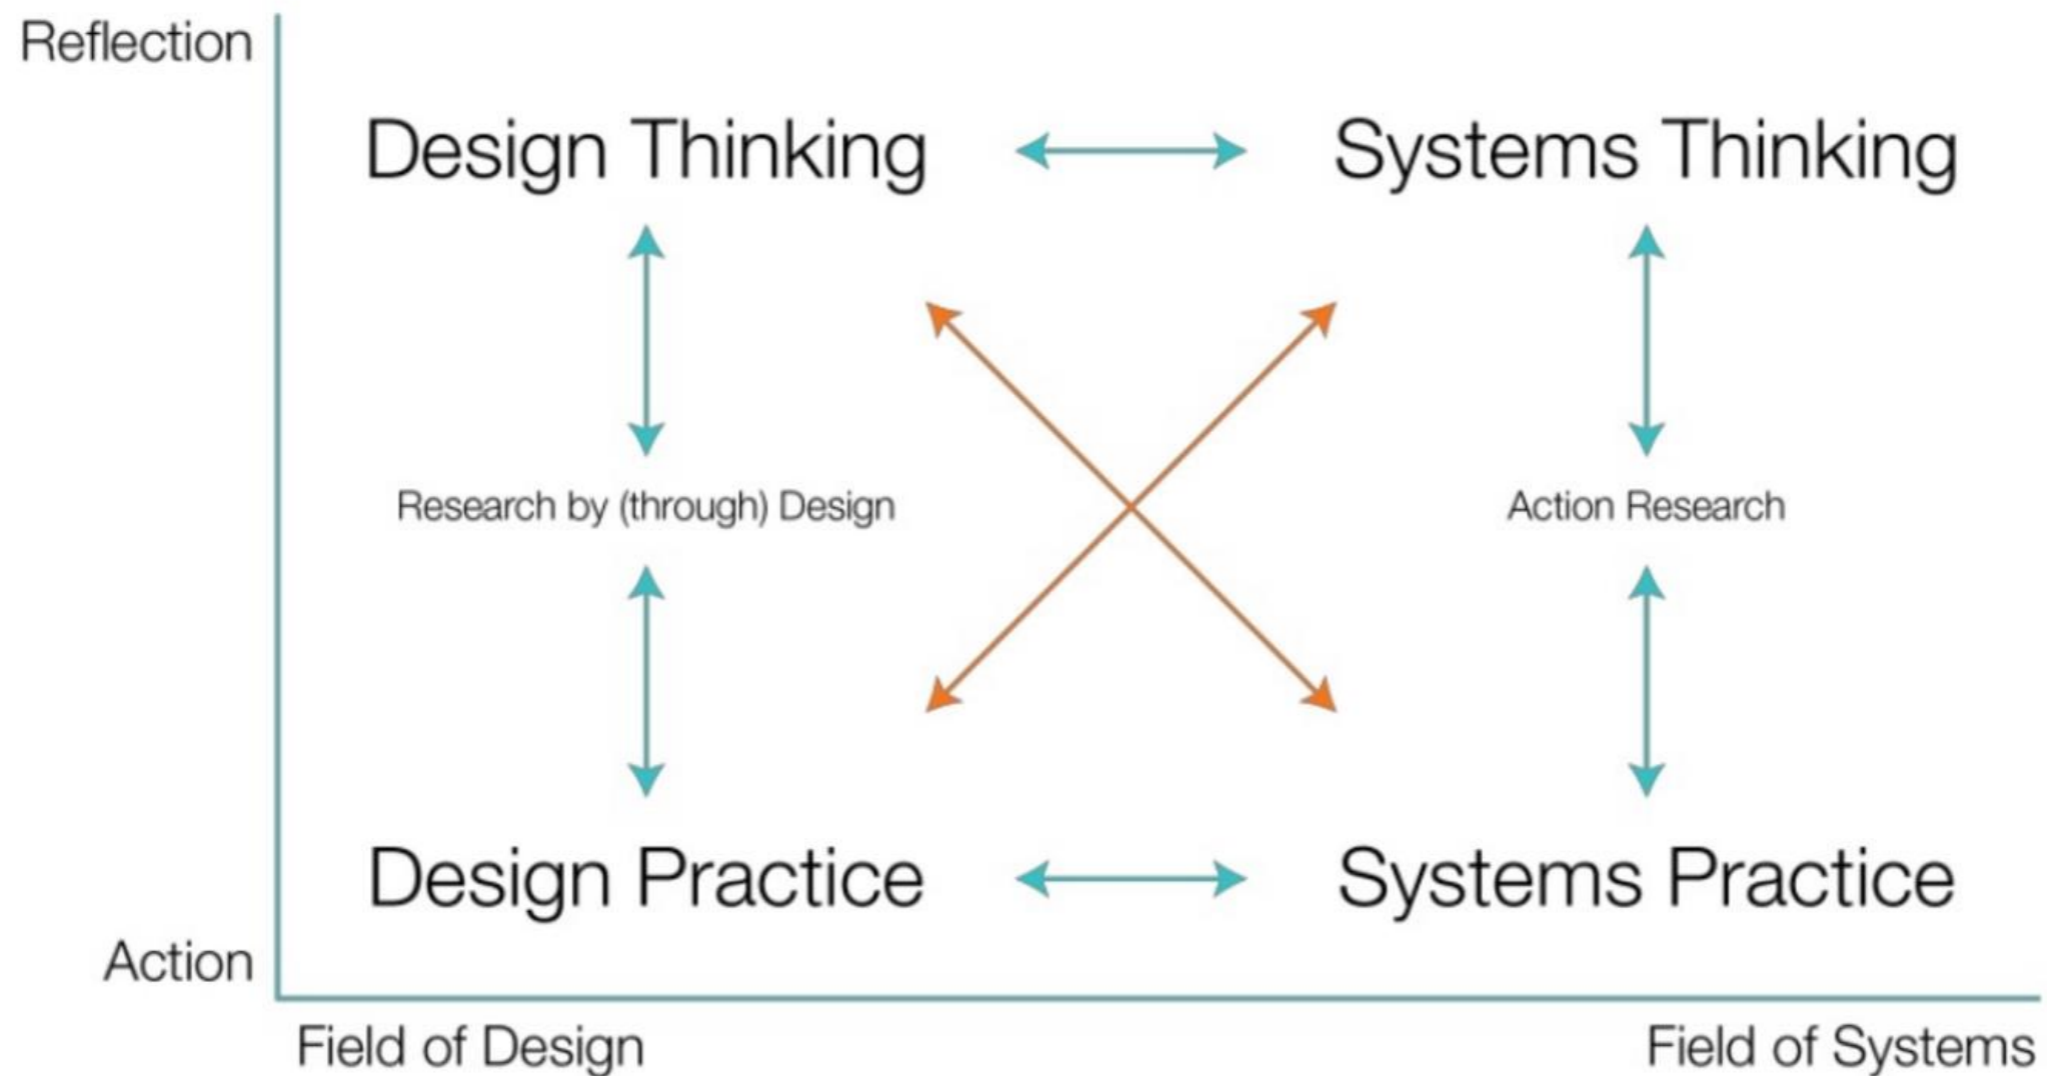 Reflection
Design Thinking
Systems Thinking
Research by (through) Design
Action Research
Design Practice
Systems Practice
Action
Field of Design
Field of Systems